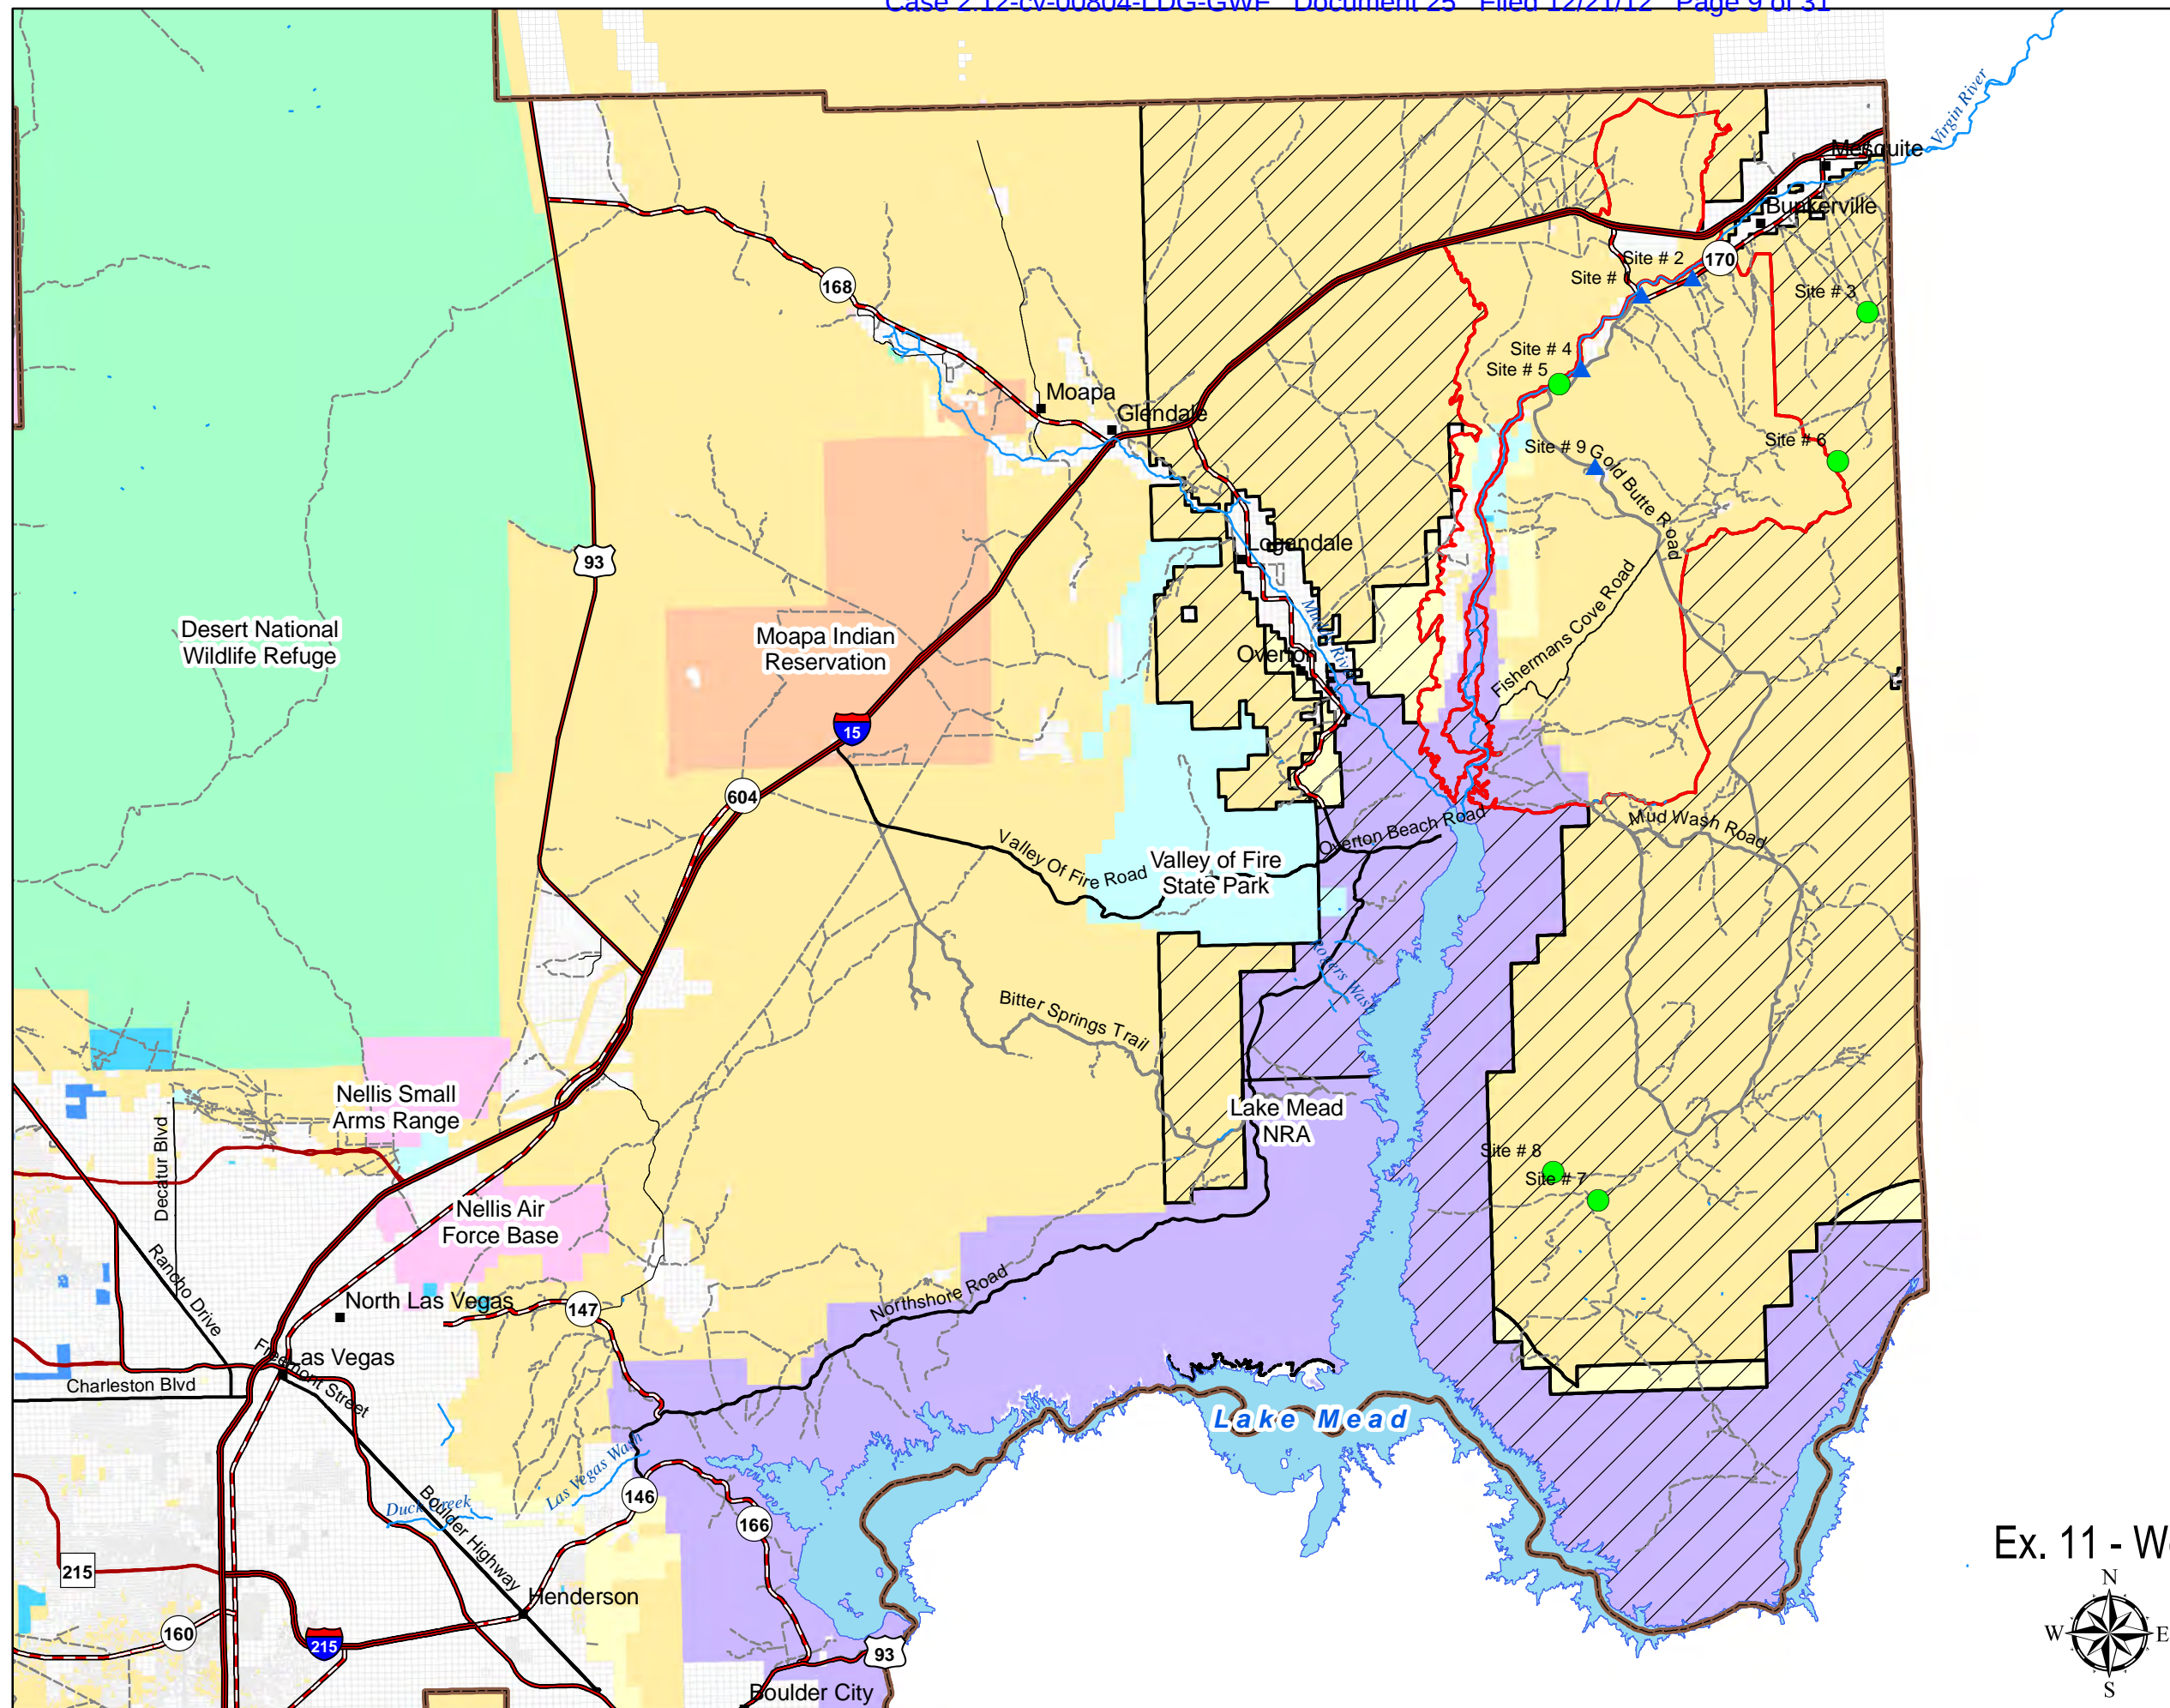 Case 2:12-cv-00804-LDG-GWF Document 25 Filed 12/21/12 Page 9 of 31
Virgin River
Mesquite
Bunkerville
170
Site # 2
Site #
Site # 3
168
Site # 4
Site # 5
Moapa
Glendale
Site # 9
Gold Butte Road
Site # 6
93
Logandale
Desert National
Wildlife Refuge
Moapa Indian
Reservation
Fishermans Cove Road
Overton
15
604
Mud Wash Road
Overton Beach Road
Valley Of Fire Road
Valley of Fire
State Park
Wash
Bitter Springs Trail
Nellis Small
Arms Range
Decatur Blvd
Lake Mead
NRA
Site # 8
Site # 7
Nellis Air
Force Base
Rancho Drive
Northshore Road
North Las Vegas
147
Las Vegas
Fremont Street
Charleston Blvd
Lake Mead
Las Vegas Wash
Duck Creek
Boulder Highway
146
166
215
Henderson
160
215
93
Boulder City
Ex. 11 - W
N
W
E
S